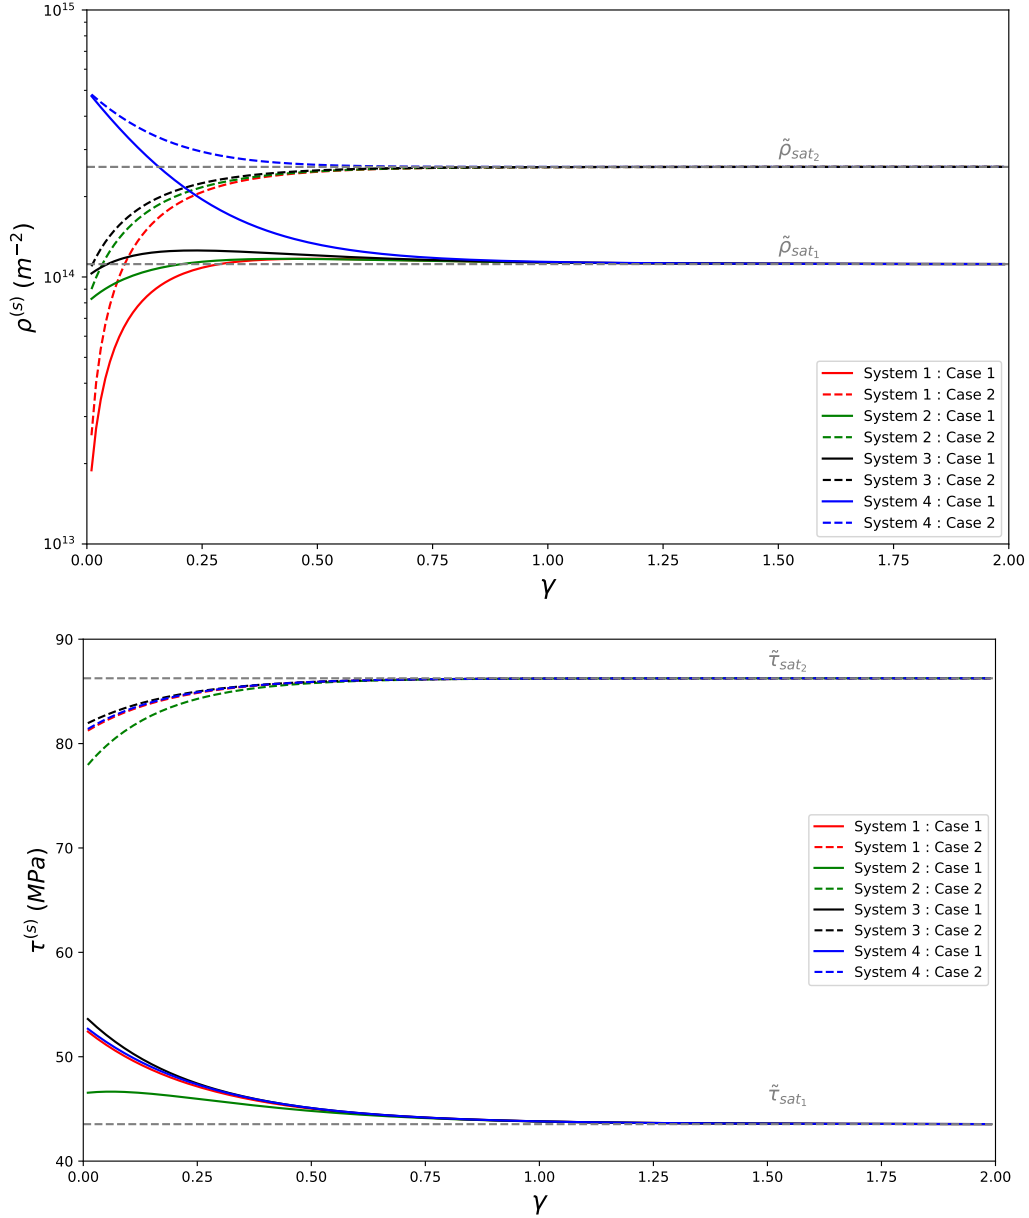 10^15
ρ̃_sat₂
ρ^(s) (m^−2)
10^14
ρ̃_sat₁
System 1 : Case 1
System 1 : Case 2
System 2 : Case 1
System 2 : Case 2
System 3 : Case 1
System 3 : Case 2
System 4 : Case 1
System 4 : Case 2
10^13
0.00 0.25 0.50 0.75 1.00 1.25 1.50 1.75 2.00
γ
90
τ̃_sat₂
80
System 1 : Case 1
System 1 : Case 2
System 2 : Case 1
System 2 : Case 2
System 3 : Case 1
System 3 : Case 2
System 4 : Case 1
System 4 : Case 2
70
τ^(s) (MPa)
60
50
τ̃_sat₁
40
0.00 0.25 0.50 0.75 1.00 1.25 1.50 1.75 2.00
γ